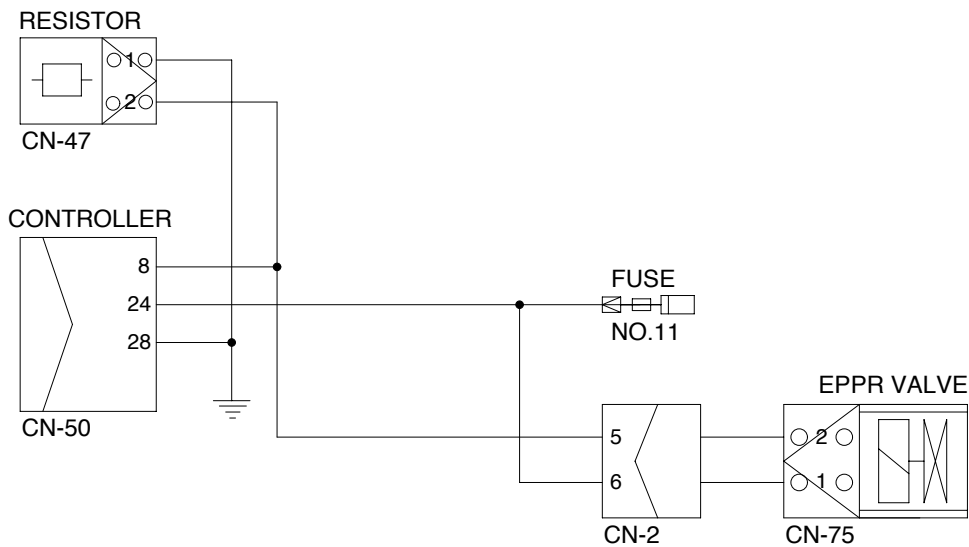 RESISTOR
1
2
CN-47
CONTROLLER
8
24
28
CN-50
FUSE
NO.11
EPPR VALVE
5
2
6
1
CN-2
CN-75